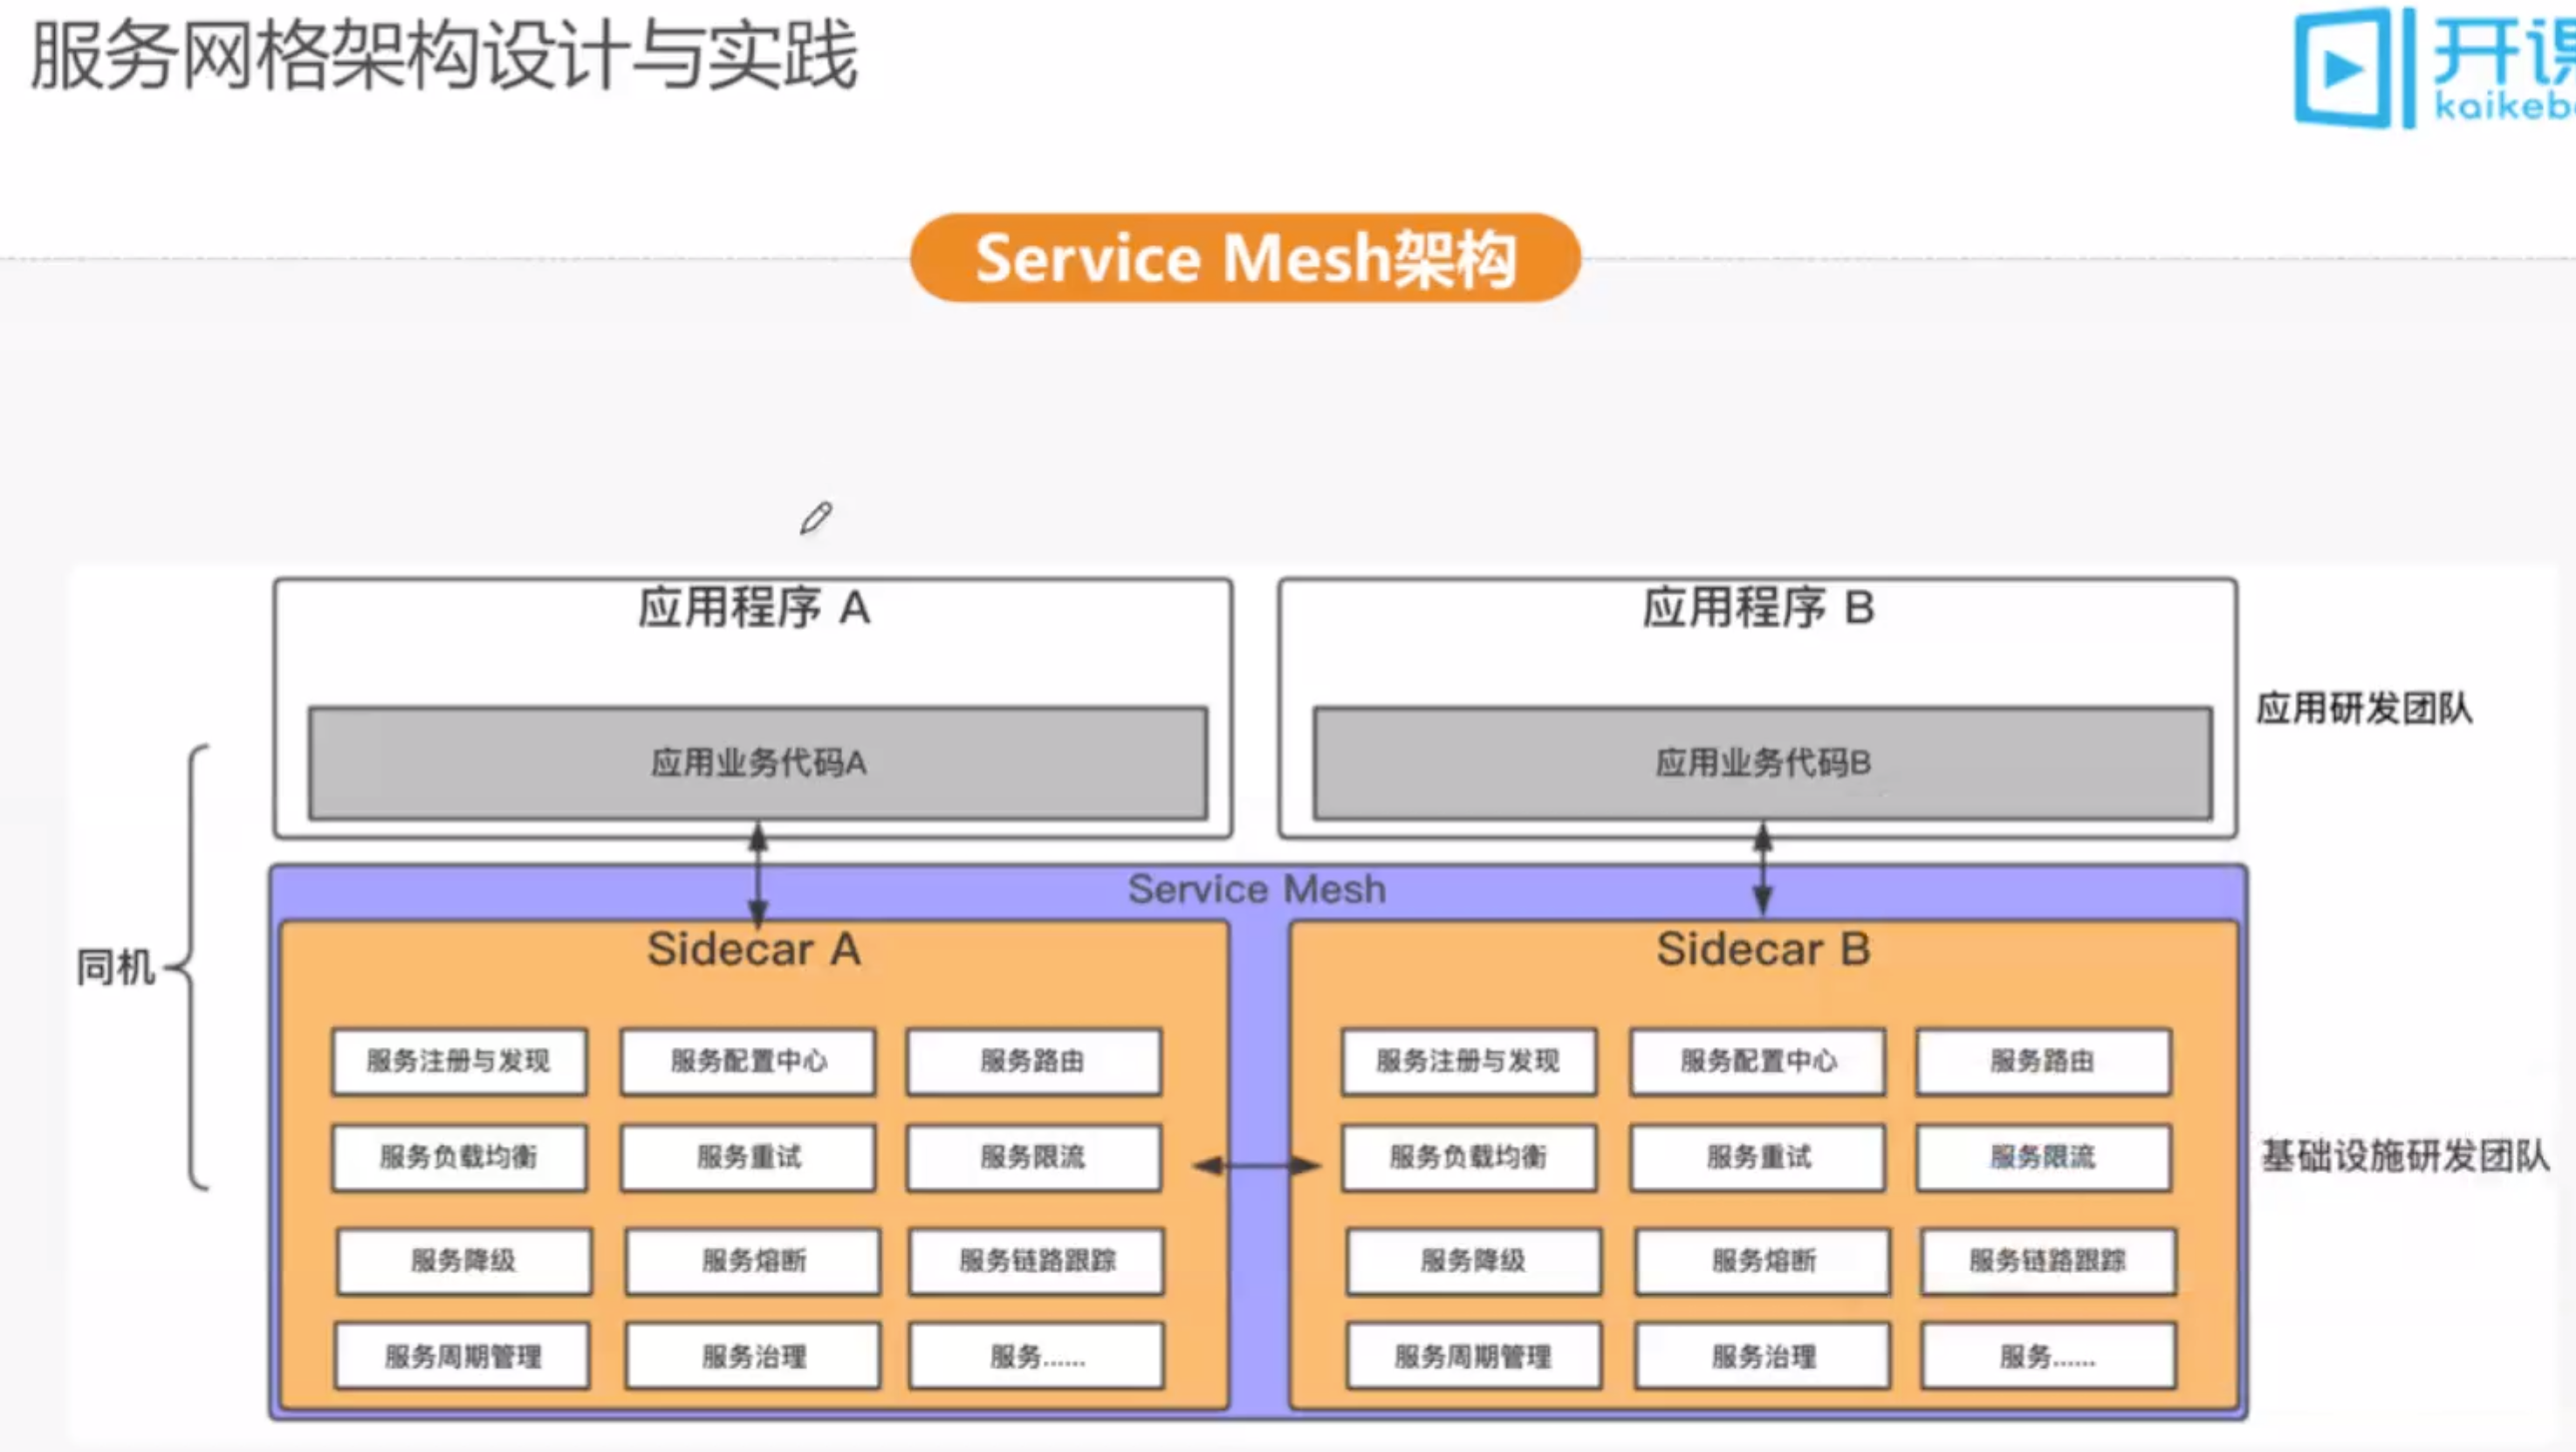 服务网格架构设计与实践
开课
kaikeb
Service Mesh架构
应用程序 A
应用程序 B
应用研发团队
应用业务代码A
应用业务代码B
同机
Service Mesh
Sidecar A
Sidecar B
服务注册与发现 服务配置中心 服务路由
服务注册与发现 服务配置中心 服务路由
服务负载均衡 服务重试 服务限流
服务负载均衡 服务重试 服务限流
基础设施研发团队
服务降级 服务熔断 服务链路跟踪
服务降级 服务熔断 服务链路跟踪
服务周期管理 服务治理 服务......
服务周期管理 服务治理 服务......